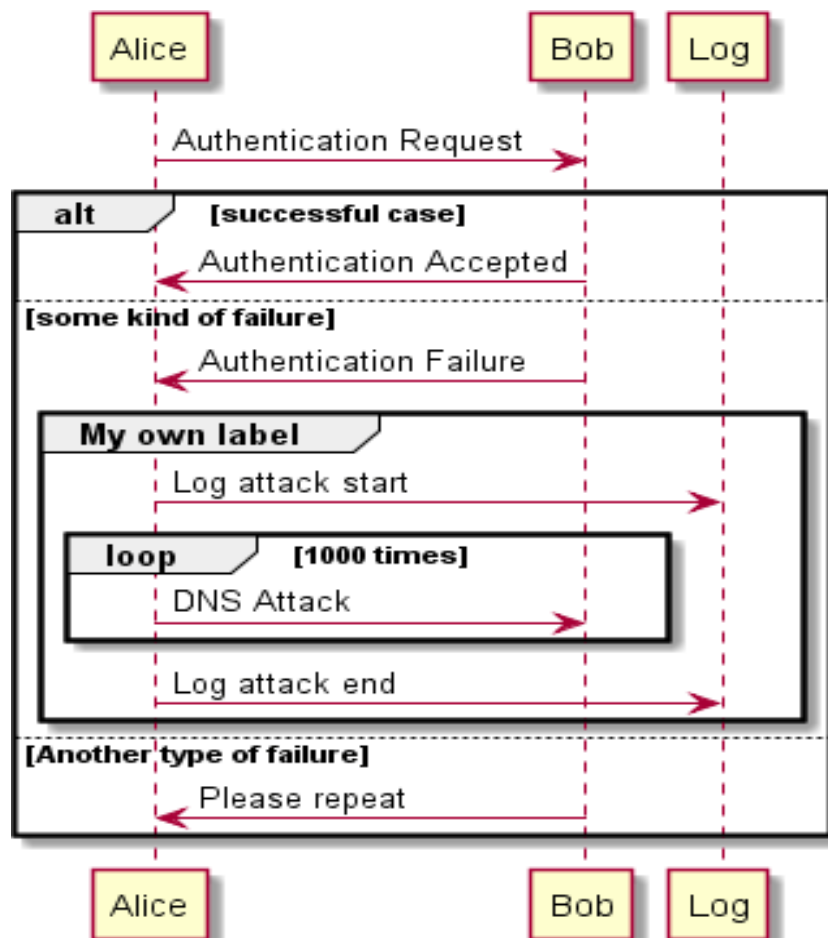 Alice Bob Log
Authentication Request
alt [successful case]
Authentication Accepted
[some kind of failure]
Authentication Failure
My own label
Log attack start
loop [1000 times]
DNS Attack
Log attack end
[Another type of failure]
Please repeat
Alice Bob Log